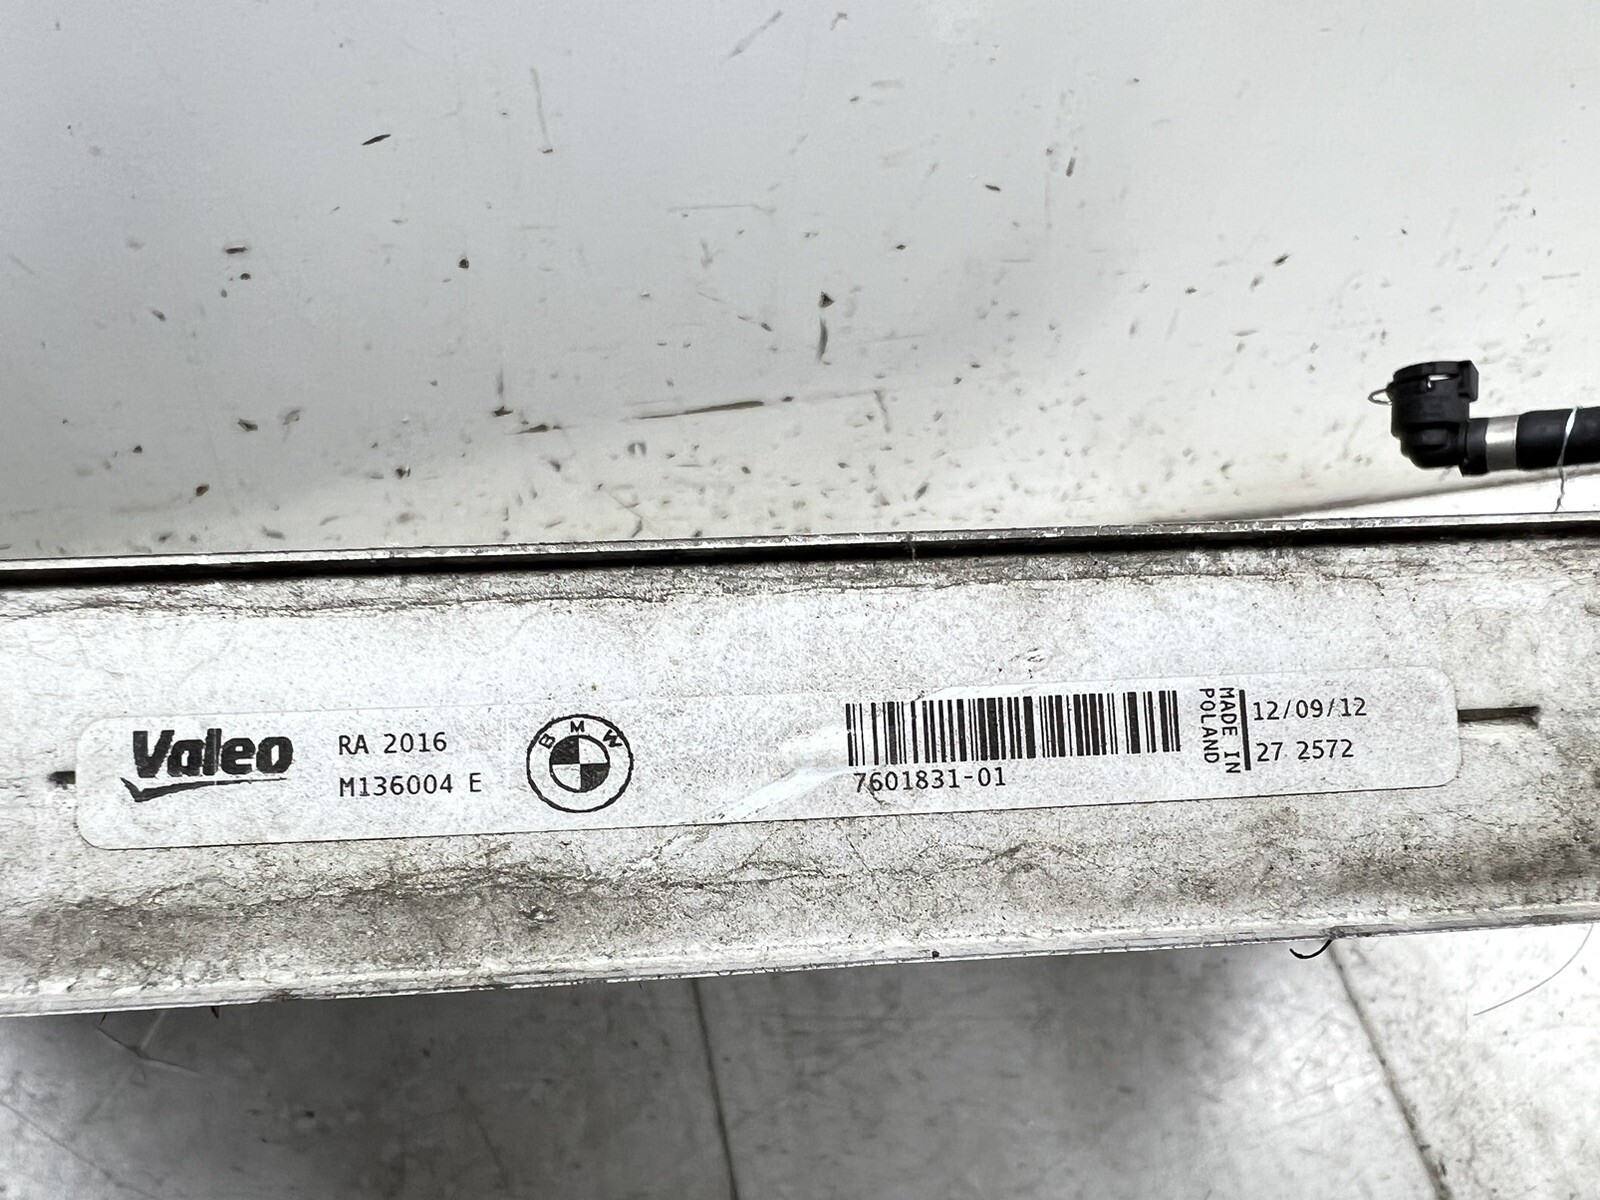 Valeo
RA 2016
M136004 E
BMW
7601831-01
MADE IN
POLAND
12/09/12
27 2572